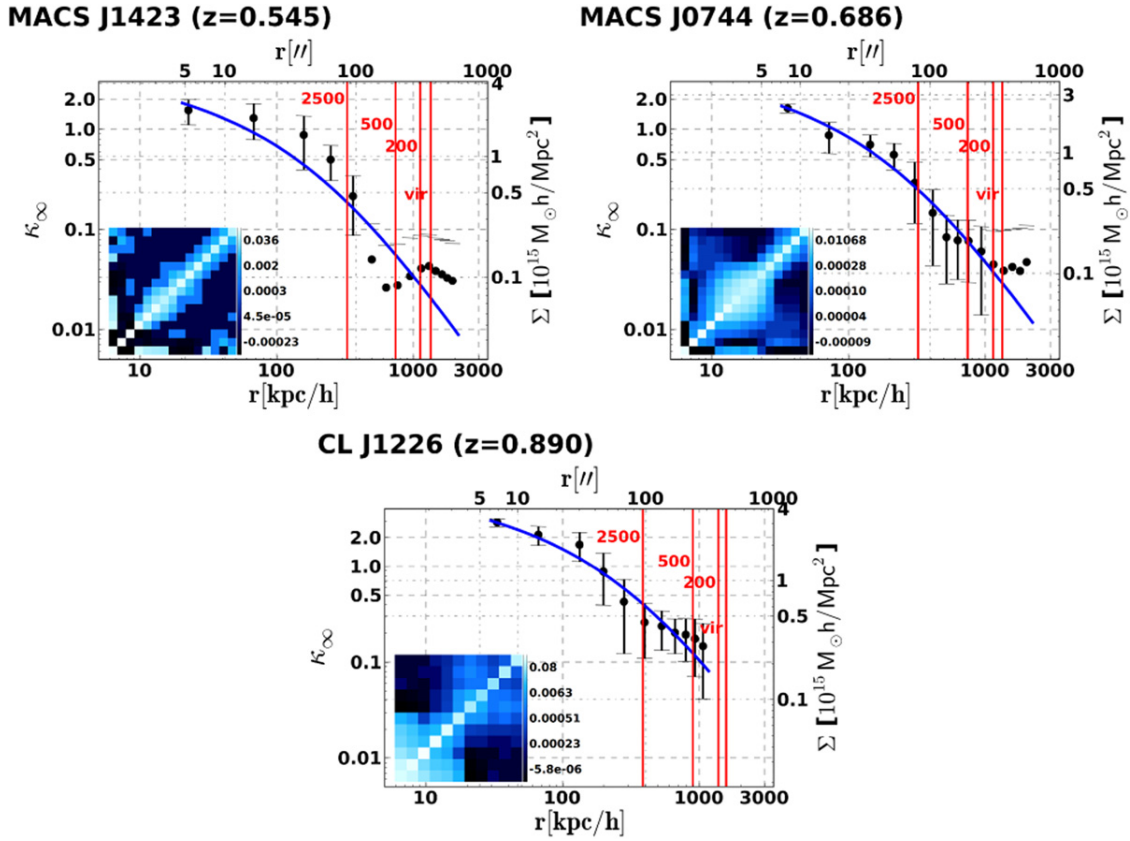 MACS J1423 (z=0.545)
r[′′]
5 10 100 1000
2.0
1.0
0.5
0.1
0.01
κ∞
4
1
0.5
0.1
Σ [10¹⁵ M⊙h/Mpc²]
2500
500
200
vir
0.036
0.002
0.0003
4.5e-05
-0.00023
10 100 1000 3000
r[kpc/h]
MACS J0744 (z=0.686)
r[′′]
5 10 100 1000
2.0
1.0
0.5
0.1
0.01
κ∞
3
1
0.5
0.1
Σ [10¹⁵ M⊙h/Mpc²]
2500
500
200
vir
0.01068
0.00028
0.00010
0.00004
-0.00009
10 100 1000 3000
r[kpc/h]
CL J1226 (z=0.890)
r[′′]
5 10 100 1000
2.0
1.0
0.5
0.1
0.01
κ∞
4
1
0.5
0.1
Σ [10¹⁵ M⊙h/Mpc²]
2500
500
200
vir
0.08
0.0063
0.00051
0.00023
-5.8e-06
10 100 1000 3000
r[kpc/h]